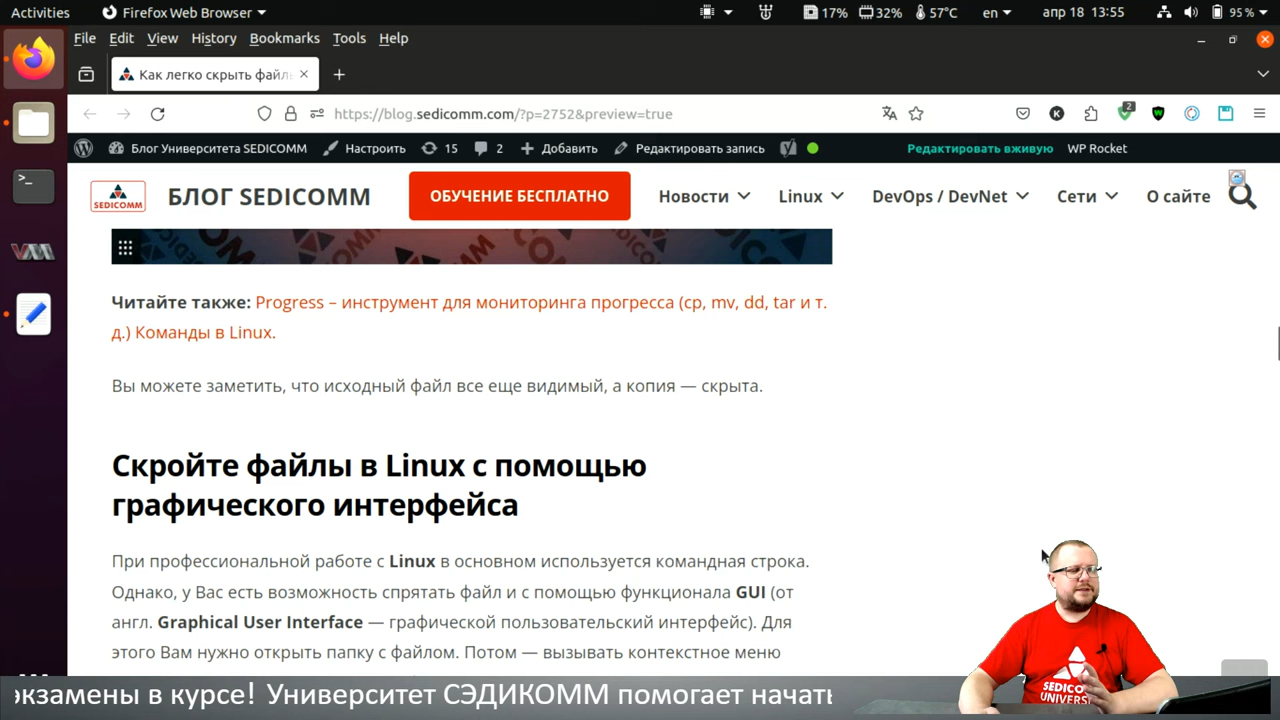 Activities
Firefox Web Browser
17%
32%
57°C
en
апр 18 13:55
95 %
File Edit View History Bookmarks Tools Help
Как легко скрыть файлы
https://blog.sedicomm.com/?p=2752&preview=true
K
2
Блог Университета SEDICOMM
Настроить
15
2
Добавить
Редактировать запись
Редактировать вживую
WP Rocket
SEDICOMM
БЛОГ SEDICOMM
ОБУЧЕНИЕ БЕСПЛАТНО
Новости
Linux
DevOps / DevNet
Сети
О сайте
Читайте также: Progress – инструмент для мониторинга прогресса (cp, mv, dd, tar и т.
д.) Команды в Linux.
Вы можете заметить, что исходный файл все еще видимый, а копия — скрыта.
Скройте файлы в Linux с помощью
графического интерфейса
При профессиональной работе с Linux в основном используется командная строка.
Однако, у Вас есть возможность спрятать файл и с помощью функционала GUI (от
англ. Graphical User Interface — графической пользовательский интерфейс). Для
этого Вам нужно открыть папку с файлом. Потом — вызывать контекстное меню
экзамены в курсе! Университет СЭДИКОММ помогает начать